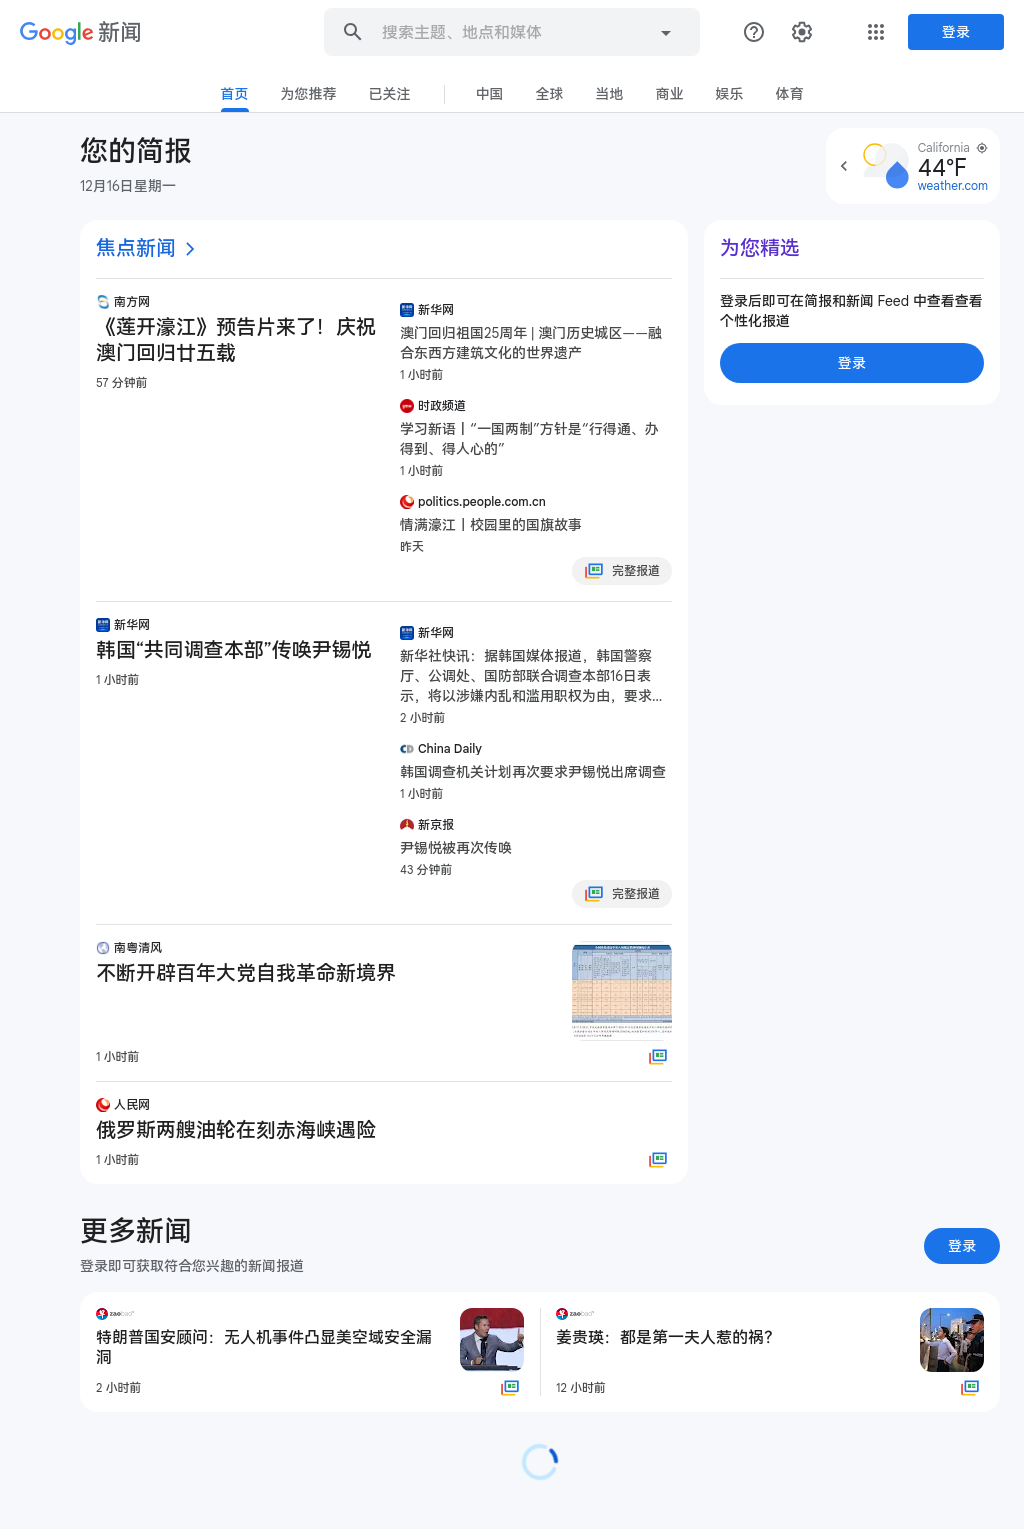 Google 新闻
搜索主题、地点和媒体
登录
首页
为您推荐
已关注
中国
全球
当地
商业
娱乐
体育
您的简报
12月16日星期一
California
44°F
weather.com
焦点新闻
南方网
《莲开濠江》预告片来了！庆祝
澳门回归廿五载
57 分钟前
新华网
澳门回归祖国25周年 | 澳门历史城区——融
合东西方建筑文化的世界遗产
1 小时前
时政频道
学习新语丨“一国两制”方针是“行得通、办
得到、得人心的”
1 小时前
politics.people.com.cn
情满濠江丨校园里的国旗故事
昨天
完整报道
新华网
韩国“共同调查本部”传唤尹锡悦
1 小时前
新华网
新华社快讯：据韩国媒体报道，韩国警察
厅、公调处、国防部联合调查本部16日表
示，将以涉嫌内乱和滥用职权为由，要求...
2 小时前
China Daily
韩国调查机关计划再次要求尹锡悦出席调查
1 小时前
新京报
尹锡悦被再次传唤
43 分钟前
完整报道
南粤清风
不断开辟百年大党自我革命新境界
1 小时前
人民网
俄罗斯两艘油轮在刻赤海峡遇险
1 小时前
为您精选
登录后即可在简报和新闻 Feed 中查看查看
个性化报道
登录
更多新闻
登录即可获取符合您兴趣的新闻报道
登录
zaobao
特朗普国安顾问：无人机事件凸显美空域安全漏
洞
2 小时前
zaobao
姜贵瑛：都是第一夫人惹的祸？
12 小时前